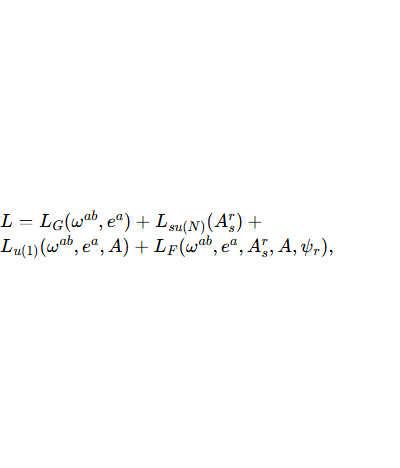 L = L_G(ω^{ab}, e^a) + L_{su(N)}(A^r_s) +
L_{u(1)}(ω^{ab}, e^a, A) + L_F(ω^{ab}, e^a, A^r_s, A, ψ_r),